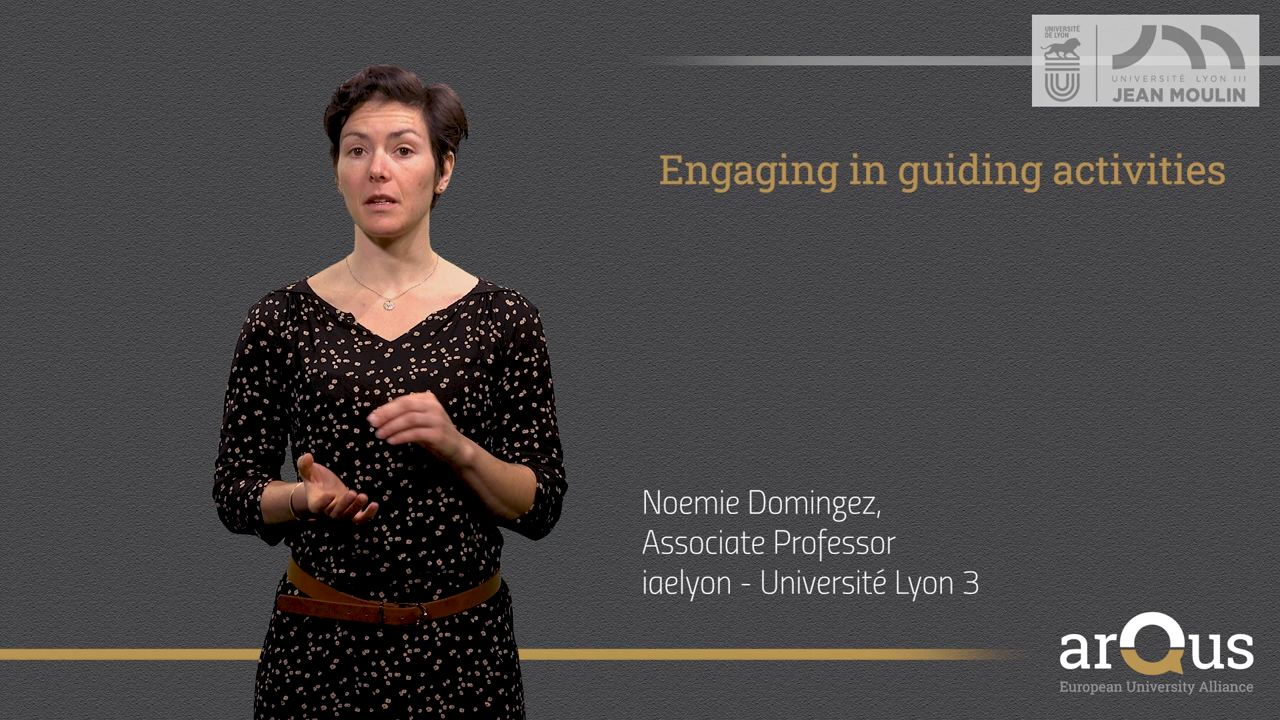 UNIVERSITÉ
DE LYON
UNIVERSITÉ LYON III
JEAN MOULIN
Engaging in guiding activities
Noemie Domingez,
Associate Professor
iaelyon - Université Lyon 3
arQus
European University Alliance